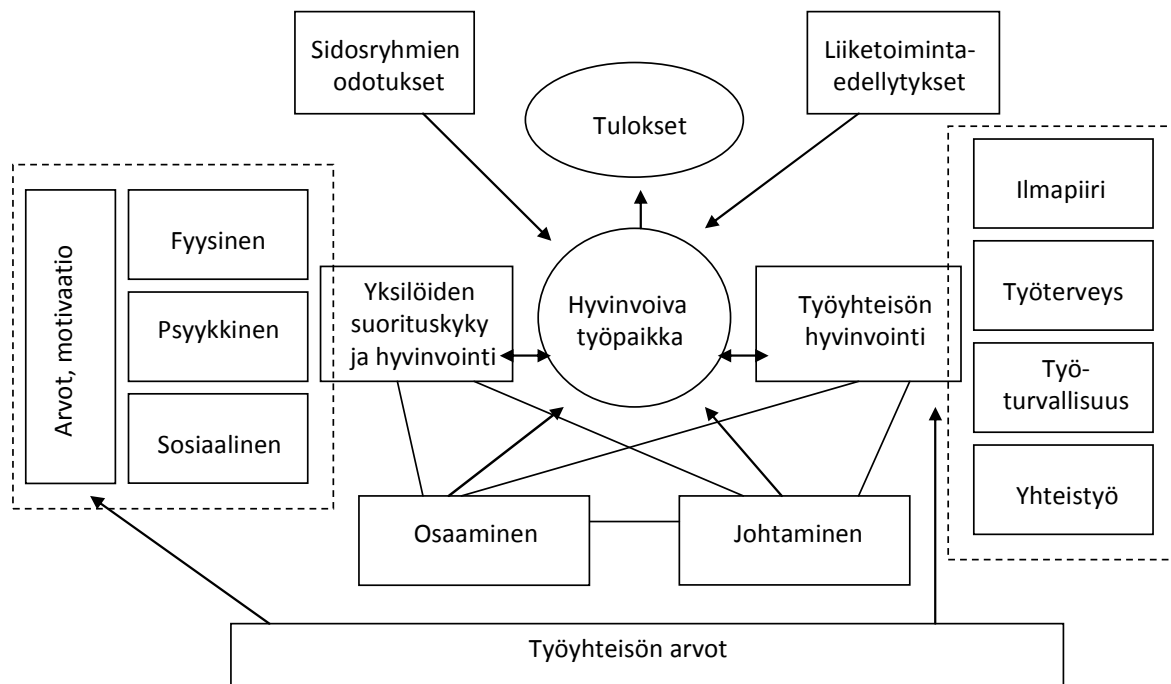 Sidosryhmien
odotukset
Liiketoiminta-
edellytykset
Tulokset
Arvot, motivaatio
Fyysinen
Psyykkinen
Sosiaalinen
Yksilöiden
suorituskyky
ja hyvinvointi
Hyvinvoiva
työpaikka
Työyhteisön
hyvinvointi
Ilmapiiri
Työterveys
Työ-
turvallisuus
Yhteistyö
Osaaminen
Johtaminen
Työyhteisön arvot